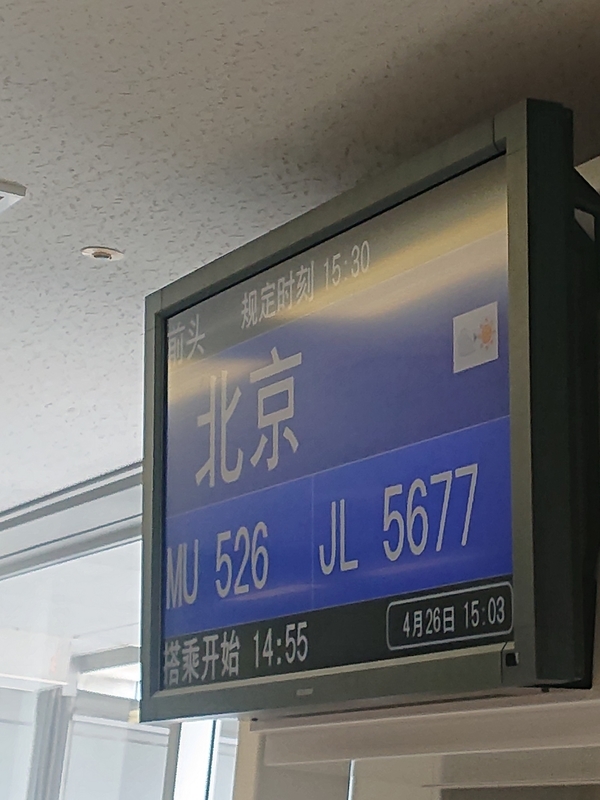 前头 规定时刻 15:30
北京
MU 526 JL 5677
搭乘开始 14:55 4月26日 15:03